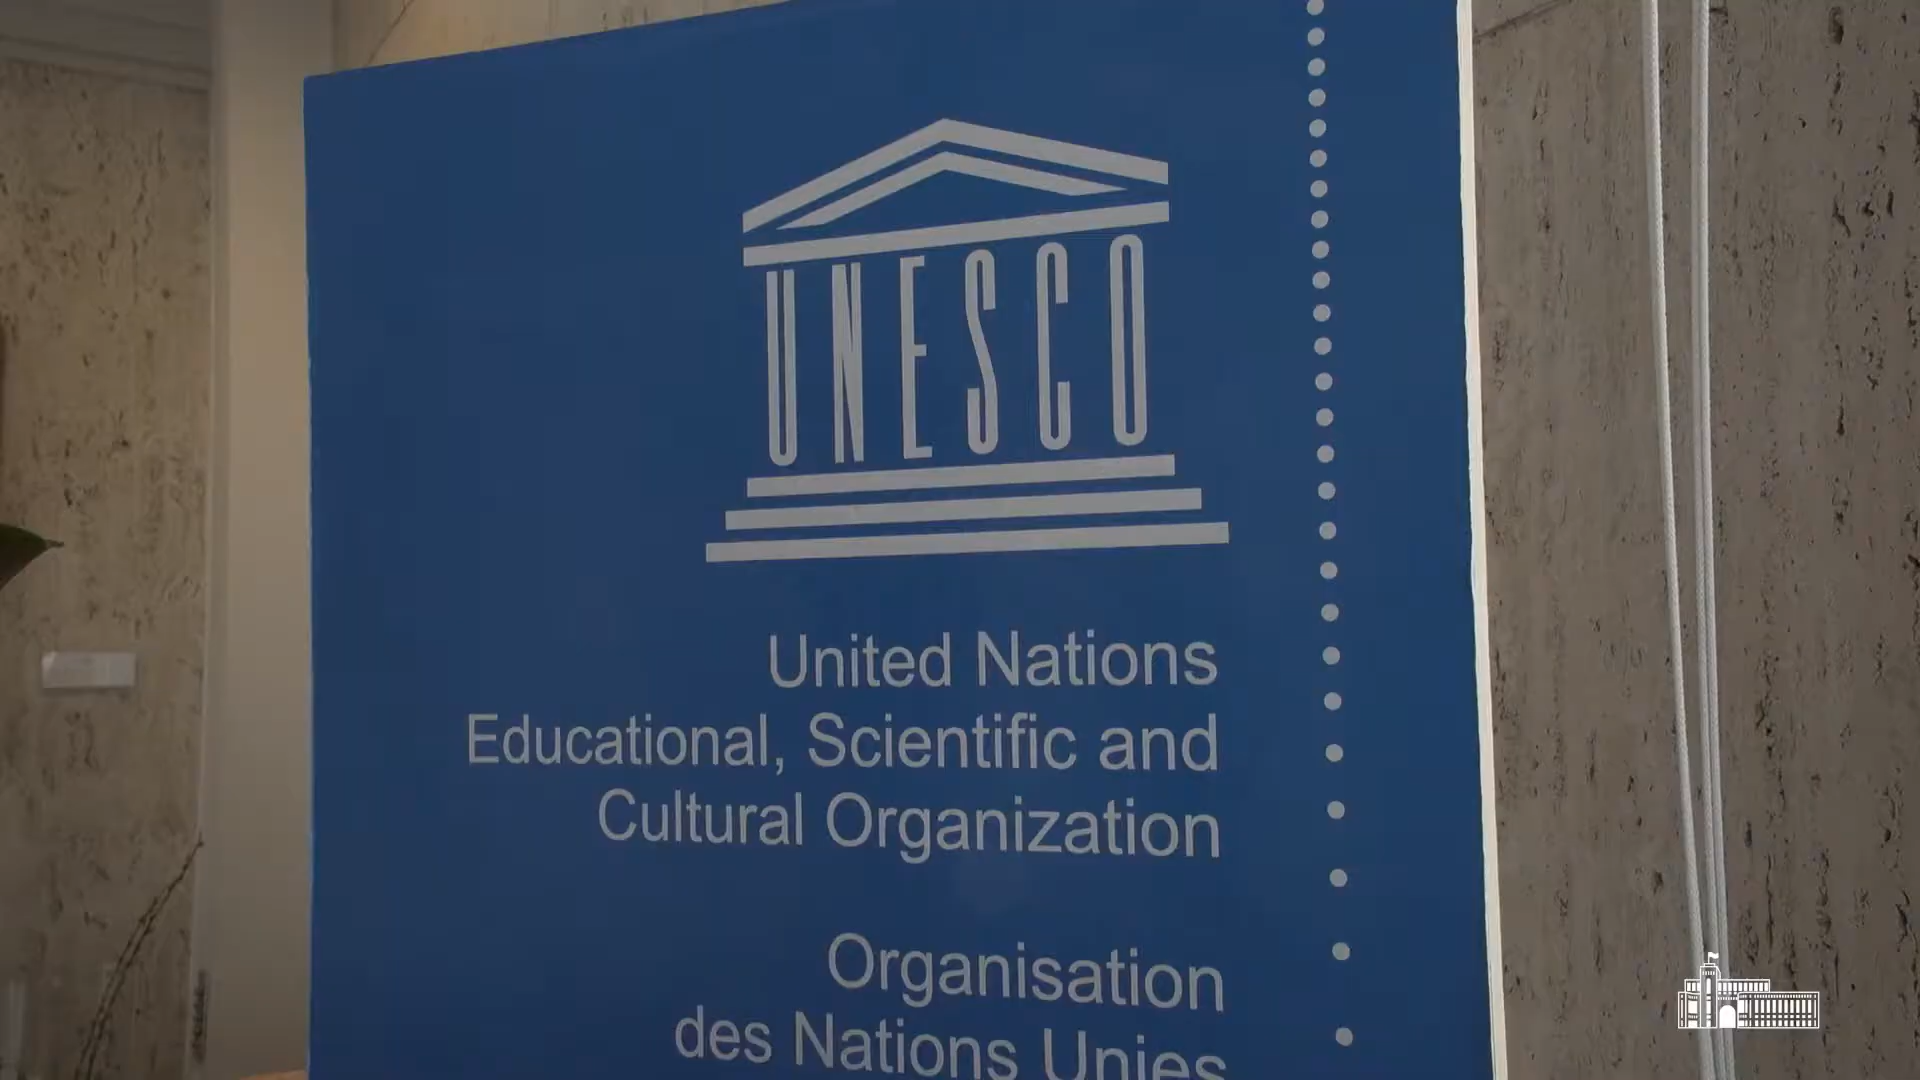 UNESCO
United Nations
Educational, Scientific and
Cultural Organization
Organisation
des Nations Unies